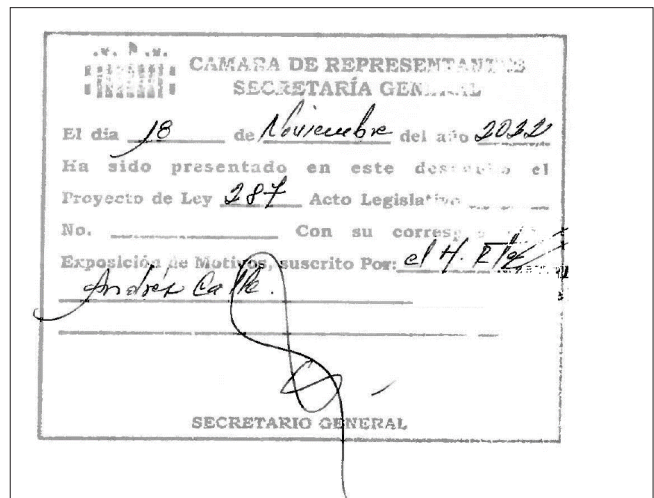 CAMARA DE REPRESENTANTES
SECRETARÍA GENERAL
El día 18 de Noviembre del año 2032
Ha sido presentado en este despacho el
Proyecto de Ley 287 Acto Legislativo
No. Con su
Exposición de Motivos, suscrito Por: el H.
Andrés Calle.
SECRETARIO GENERAL